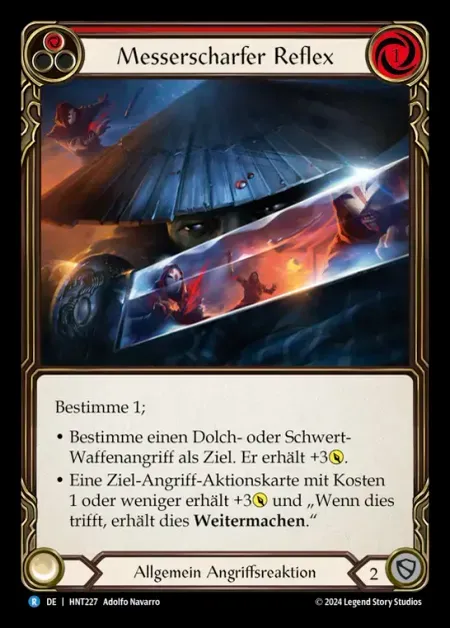 Messerscharfer Reflex
1
Bestimme 1;
• Bestimme einen Dolch- oder Schwert-
Waffenangriff als Ziel. Er erhält +3.
• Eine Ziel-Angriff-Aktionskarte mit Kosten
1 oder weniger erhält +3 und „Wenn dies
trifft, erhält dies Weitermachen.“
Allgemein Angriffsreaktion
2
R DE | HNT227 Adolfo Navarro
© 2024 Legend Story Studios